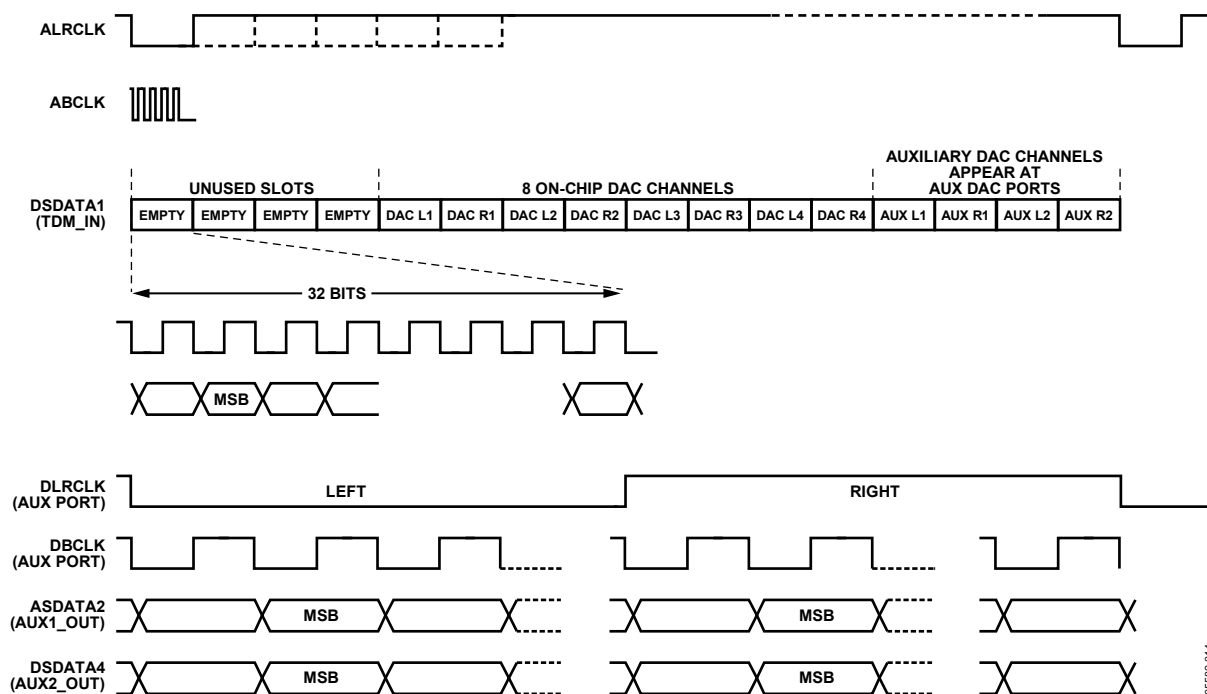 ALRCLK
ABCLK
DSDATA1
(TDM_IN)
UNUSED SLOTS
8 ON-CHIP DAC CHANNELS
AUXILIARY DAC CHANNELS
APPEAR AT
AUX DAC PORTS
EMPTY EMPTY EMPTY EMPTY DAC L1 DAC R1 DAC L2 DAC R2 DAC L3 DAC R3 DAC L4 DAC R4 AUX L1 AUX R1 AUX L2 AUX R2
32 BITS
MSB
DLRCLK
(AUX PORT)
LEFT
RIGHT
DBCLK
(AUX PORT)
ASDATA2
(AUX1_OUT)
MSB
MSB
DSDATA4
(AUX2_OUT)
MSB
MSB